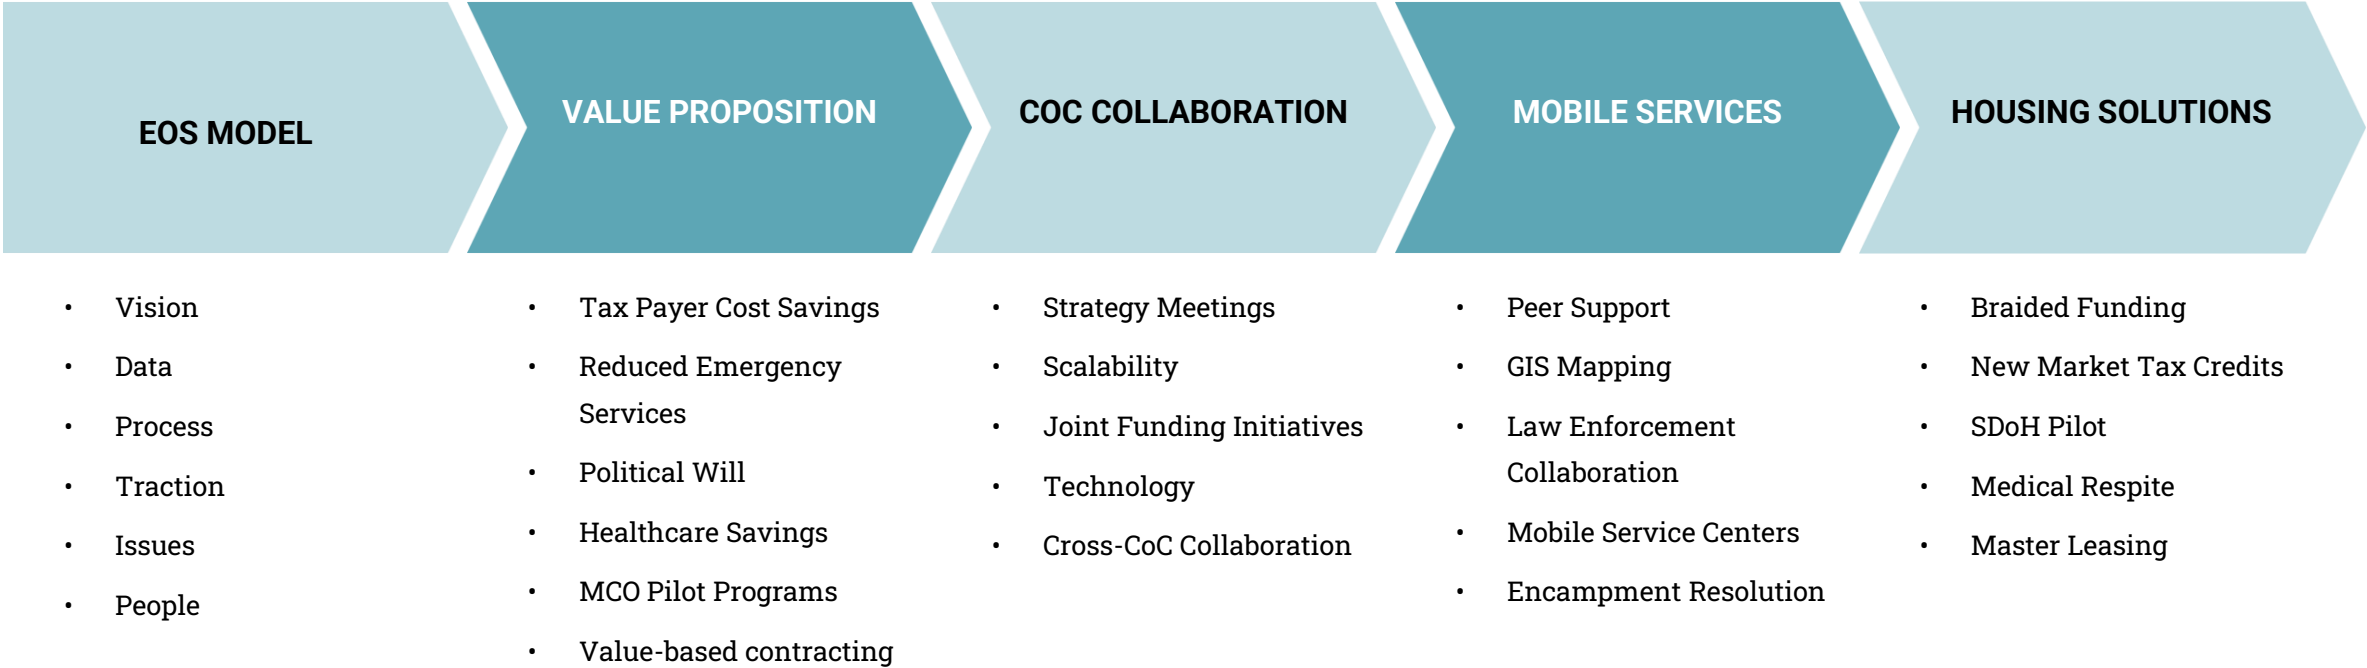 EOS MODEL
VALUE PROPOSITION
COC COLLABORATION
MOBILE SERVICES
HOUSING SOLUTIONS
• Vision
• Data
• Process
• Traction
• Issues
• People
• Tax Payer Cost Savings
• Reduced Emergency
Services
• Political Will
• Healthcare Savings
• MCO Pilot Programs
• Value-based contracting
• Strategy Meetings
• Scalability
• Joint Funding Initiatives
• Technology
• Cross-CoC Collaboration
• Peer Support
• GIS Mapping
• Law Enforcement
Collaboration
• Mobile Service Centers
• Encampment Resolution
• Braided Funding
• New Market Tax Credits
• SDoH Pilot
• Medical Respite
• Master Leasing